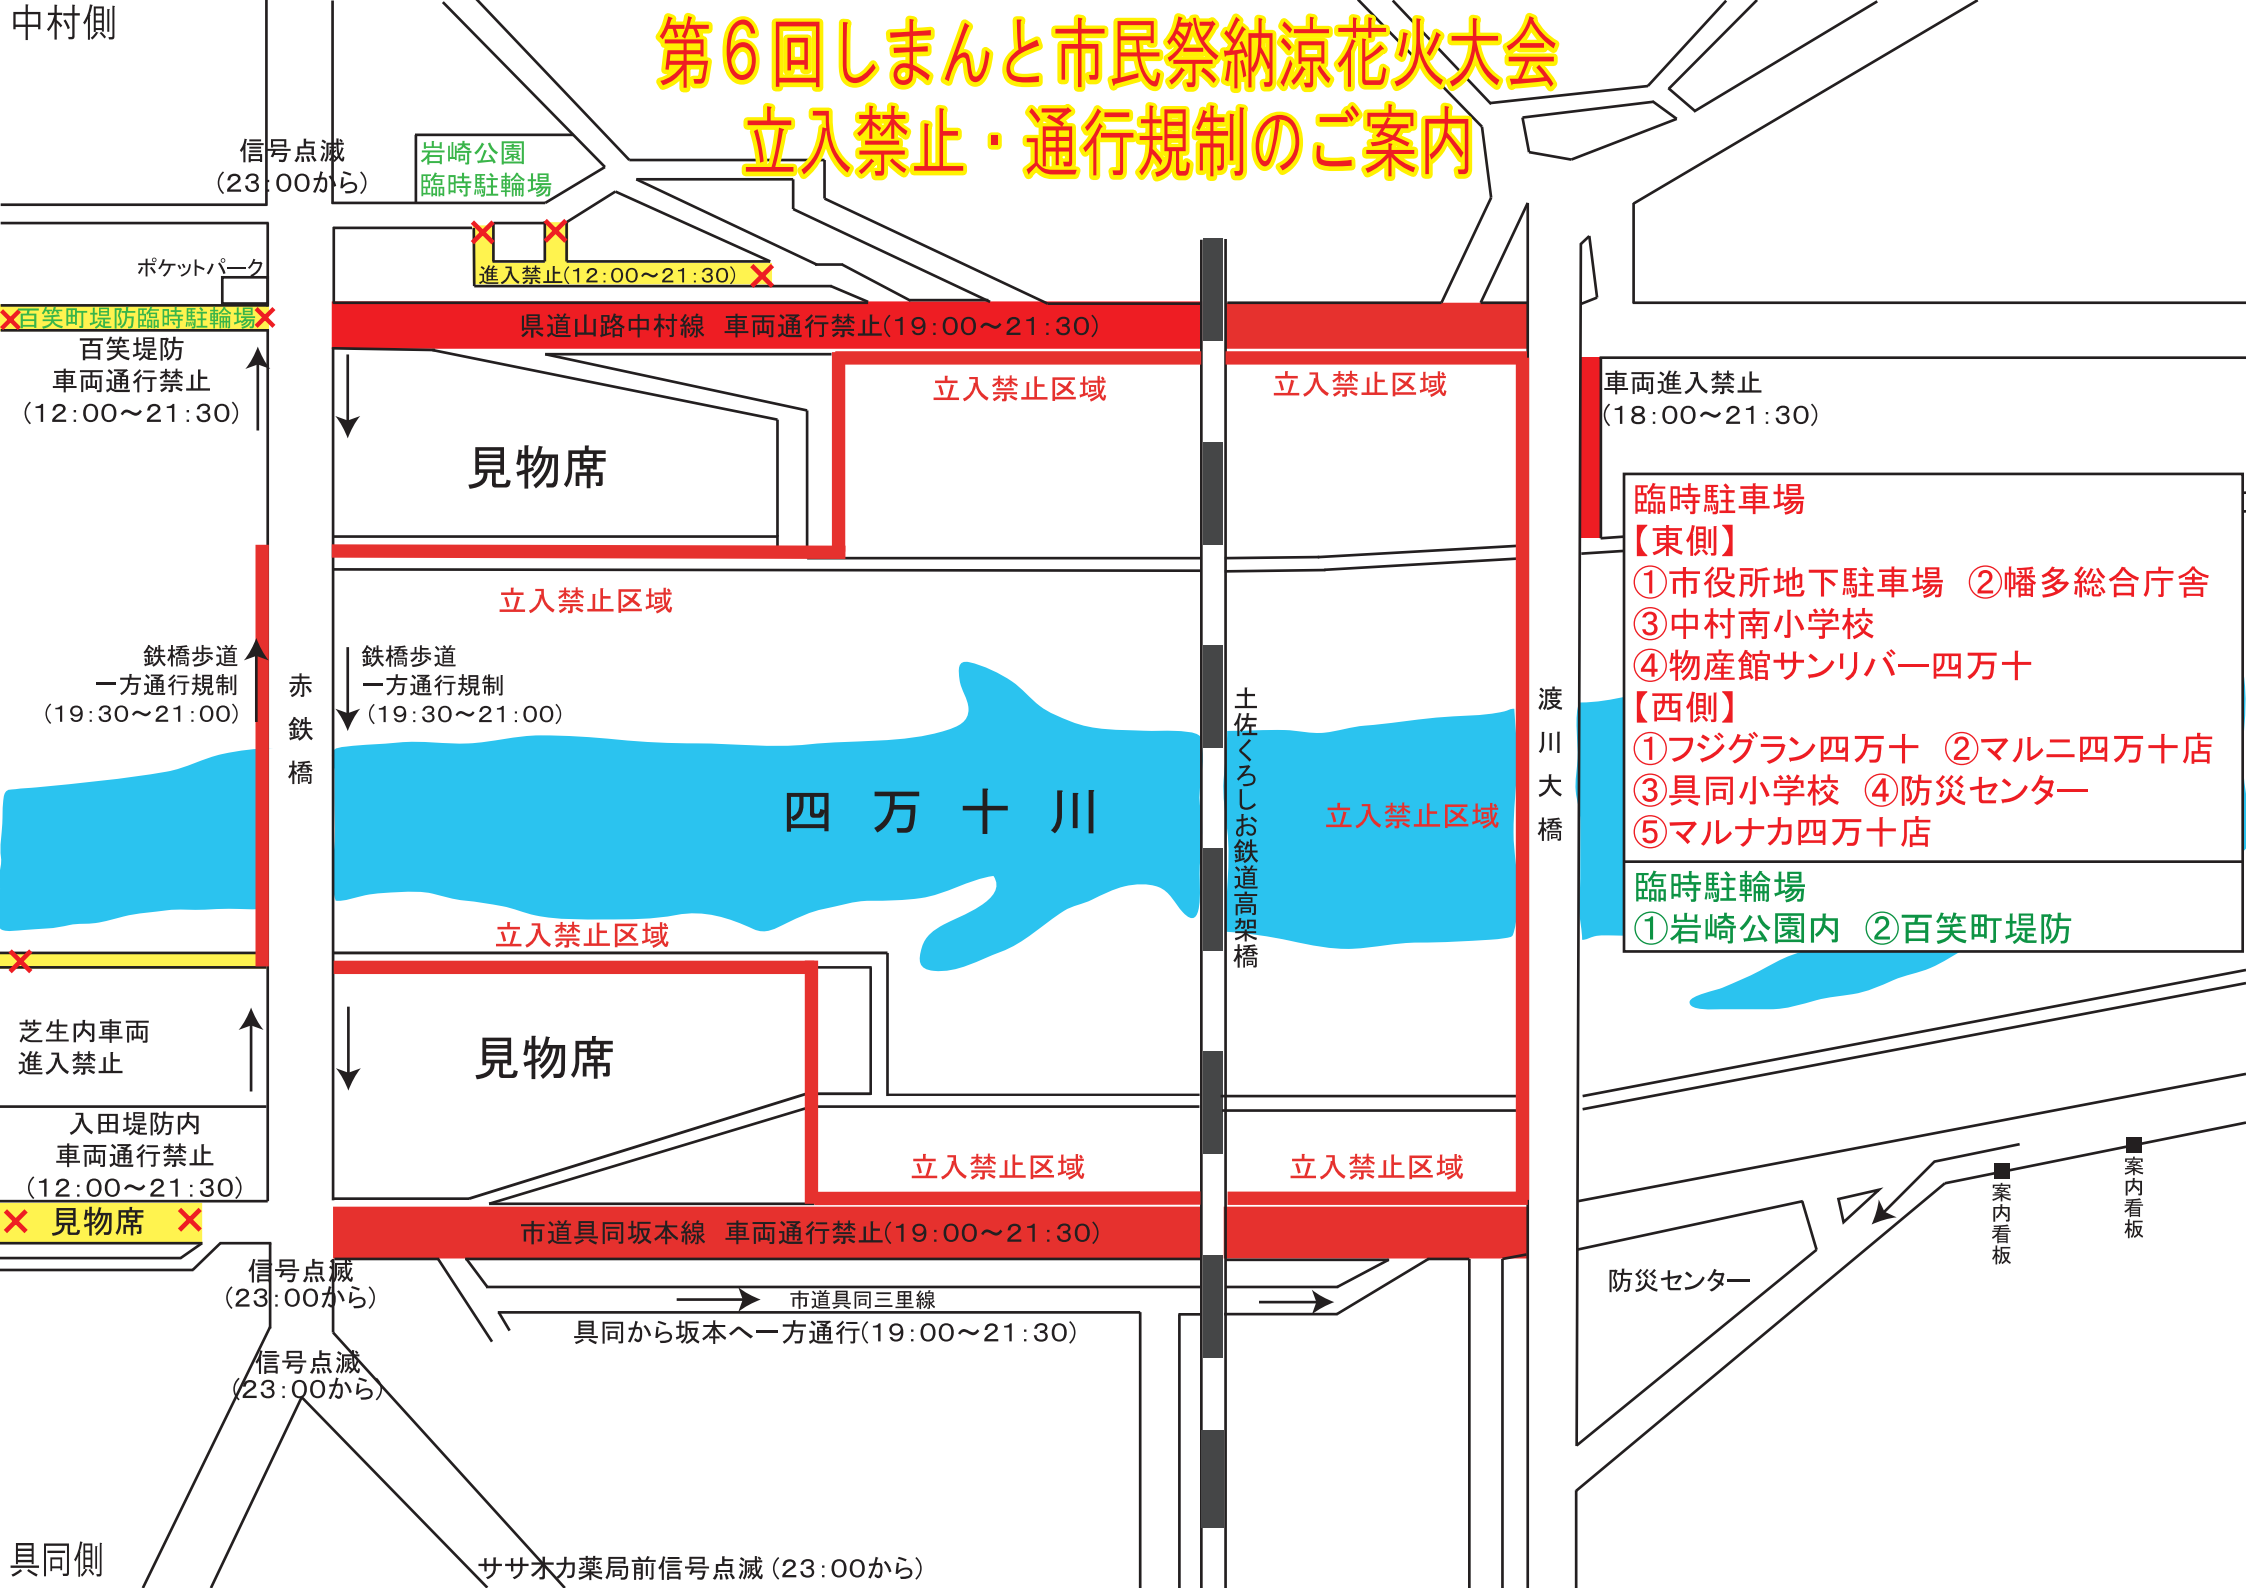 中村側
第６回しまんと市民祭納涼花火大会
立入禁止・通行規制のご案内
信号点滅
(23:00から)
岩崎公園
臨時駐輪場
ポケットパーク
進入禁止(12:00～21:30)
百笑町堤防臨時駐輪場
県道山路中村線 車両通行禁止(19:00～21:30)
百笑堤防
車両通行禁止
(12:00～21:30)
立入禁止区域
立入禁止区域
車両進入禁止
(18:00～21:30)
見物席
臨時駐車場
【東側】
①市役所地下駐車場 ②幡多総合庁舎
③中村南小学校
④物産館サンリバー四万十
【西側】
①フジグラン四万十 ②マルニ四万十店
③具同小学校 ④防災センター
⑤マルナカ四万十店
臨時駐輪場
①岩崎公園内 ②百笑町堤防
立入禁止区域
鉄橋歩道
一方通行規制
(19:30～21:00)
赤鉄橋
鉄橋歩道
一方通行規制
(19:30～21:00)
四万十川
土佐くろしお鉄道高架橋
立入禁止区域
渡川大橋
立入禁止区域
芝生内車両
進入禁止
見物席
入田堤防内
車両通行禁止
(12:00～21:30)
立入禁止区域
立入禁止区域
案内看板
案内看板
見物席
市道具同坂本線 車両通行禁止(19:00～21:30)
信号点滅
(23:00から)
市道具同三里線
具同から坂本へ一方通行(19:00～21:30)
防災センター
信号点滅
(23:00から)
具同側
ササオカ薬局前信号点滅(23:00から)